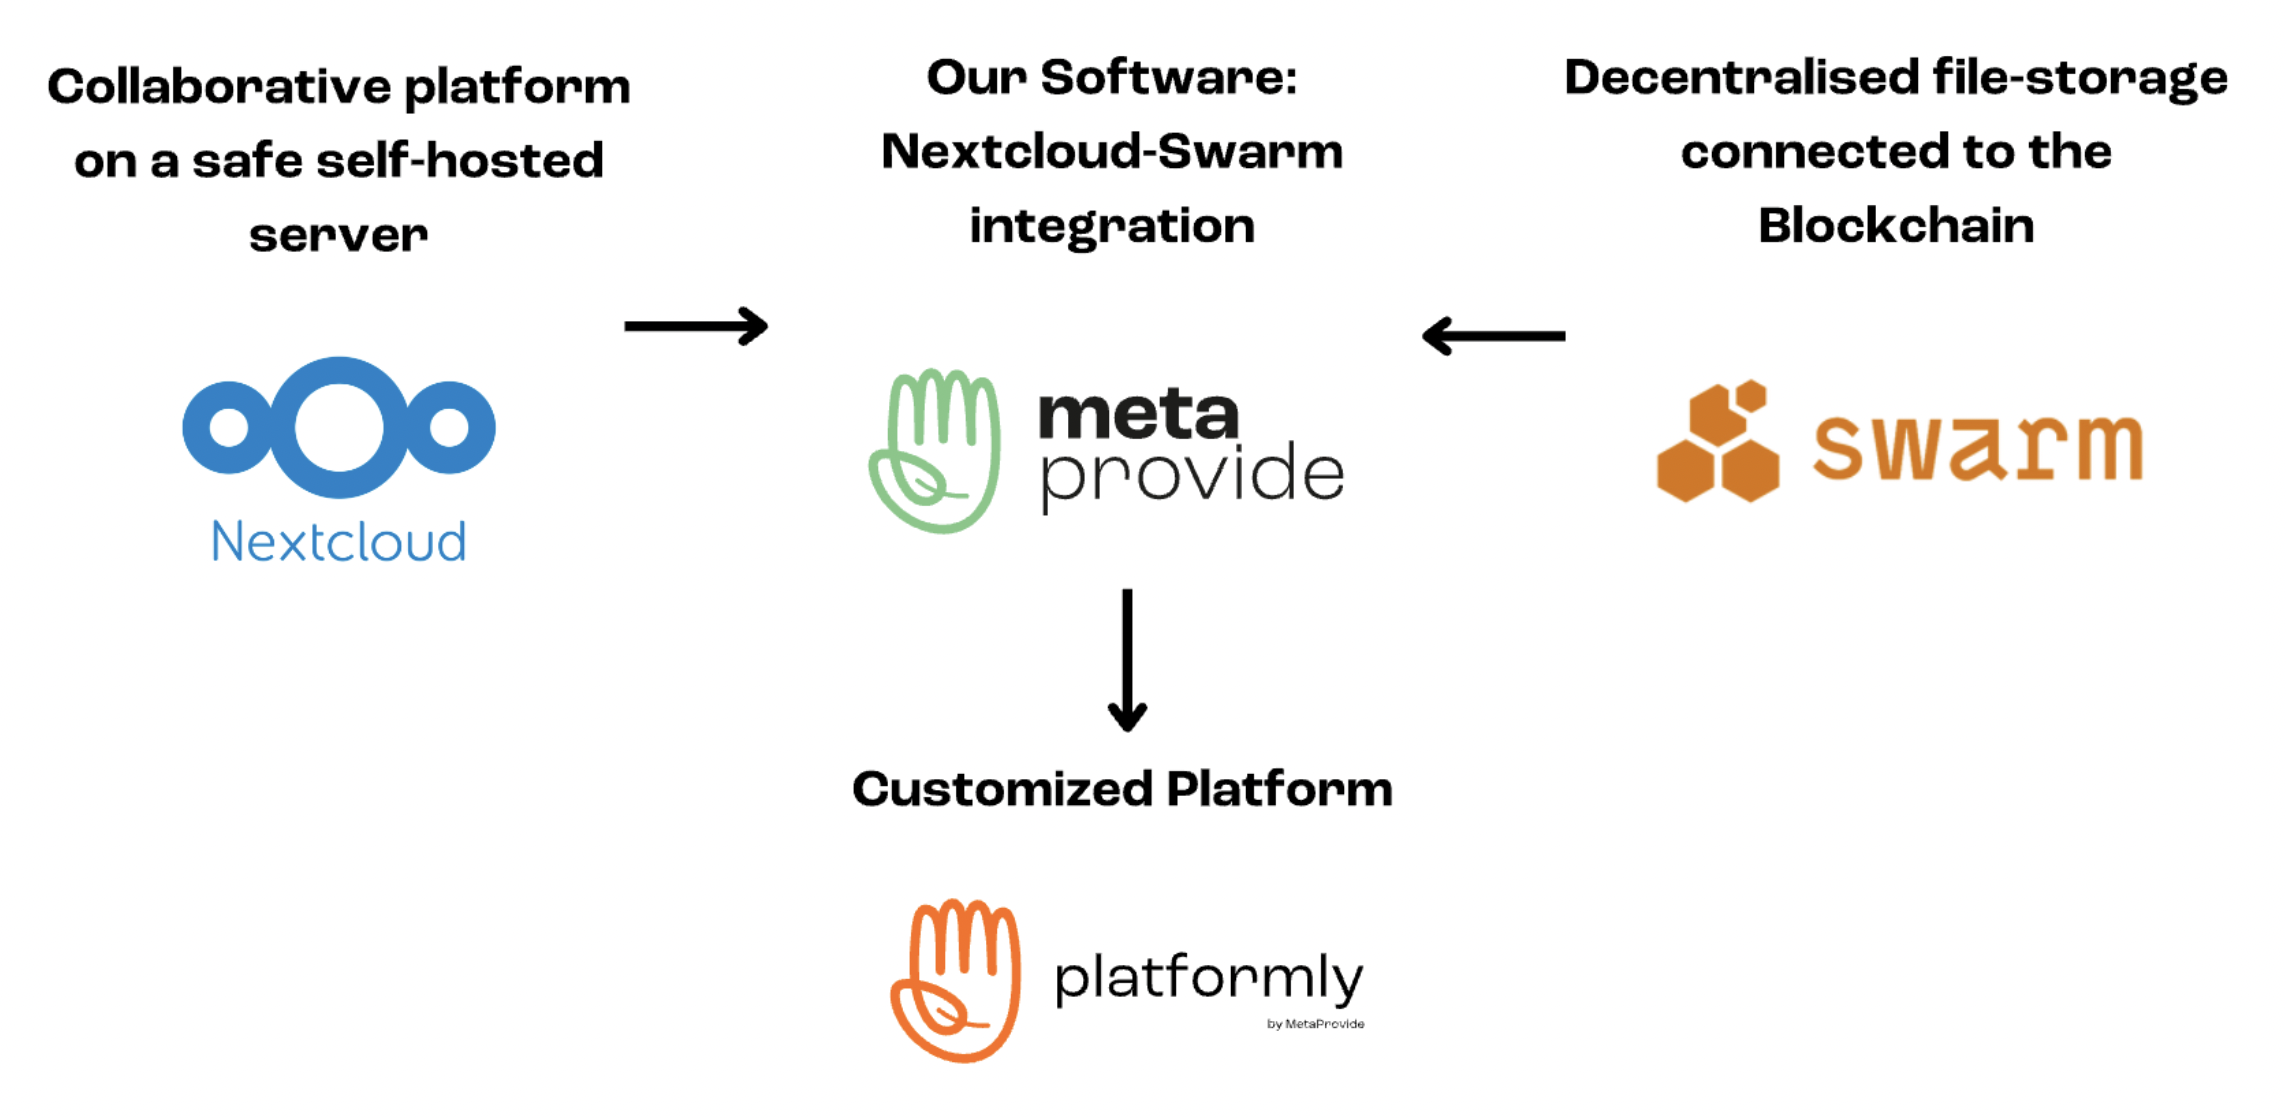 Collaborative platform
on a safe self-hosted
server
Nextcloud
Our Software:
Nextcloud-Swarm
integration
meta
provide
Decentralised file-storage
connected to the
Blockchain
swarm
Customized Platform
platformly
by MetaProvide